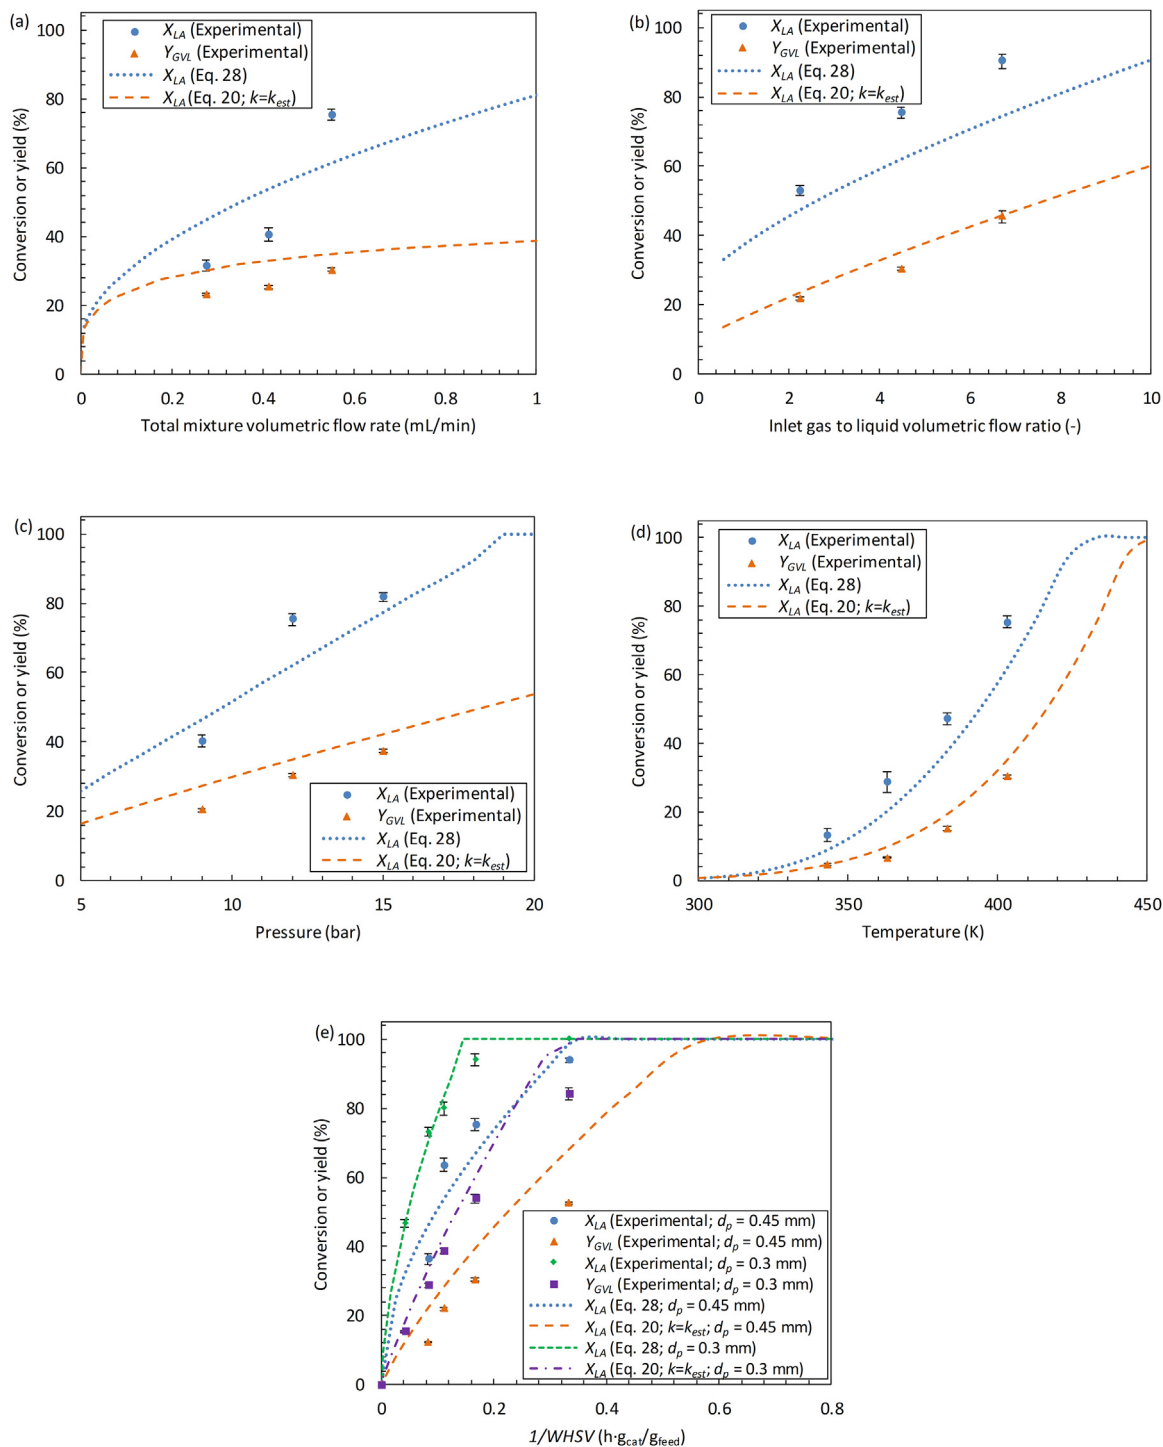 (a)
X_LA (Experimental)
Y_GVL (Experimental)
X_LA (Eq. 28)
X_LA (Eq. 20; k=k_est)
100
80
60
40
20
0
Conversion or yield (%)
0 0.2 0.4 0.6 0.8 1
Total mixture volumetric flow rate (mL/min)
(b)
X_LA (Experimental)
Y_GVL (Experimental)
X_LA (Eq. 28)
X_LA (Eq. 20; k=k_est)
100
80
60
40
20
0
Conversion or yield (%)
0 2 4 6 8 10
Inlet gas to liquid volumetric flow ratio (-)
(c)
100
80
60
40
20
0
Conversion or yield (%)
X_LA (Experimental)
Y_GVL (Experimental)
X_LA (Eq. 28)
X_LA (Eq. 20; k=k_est)
5 10 15 20
Pressure (bar)
(d)
X_LA (Experimental)
Y_GVL (Experimental)
X_LA (Eq. 28)
X_LA (Eq. 20; k=k_est)
100
80
60
40
20
0
Conversion or yield (%)
300 350 400 450
Temperature (K)
(e)
100
80
60
40
20
0
Conversion or yield (%)
X_LA (Experimental; d_p = 0.45 mm)
Y_GVL (Experimental; d_p = 0.45 mm)
X_LA (Experimental; d_p = 0.3 mm)
Y_GVL (Experimental; d_p = 0.3 mm)
X_LA (Eq. 28; d_p = 0.45 mm)
X_LA (Eq. 20; k=k_est; d_p = 0.45 mm)
X_LA (Eq. 28; d_p = 0.3 mm)
X_LA (Eq. 20; k=k_est; d_p = 0.3 mm)
0 0.2 0.4 0.6 0.8
1/WHSV (h·g_cat/g_feed)